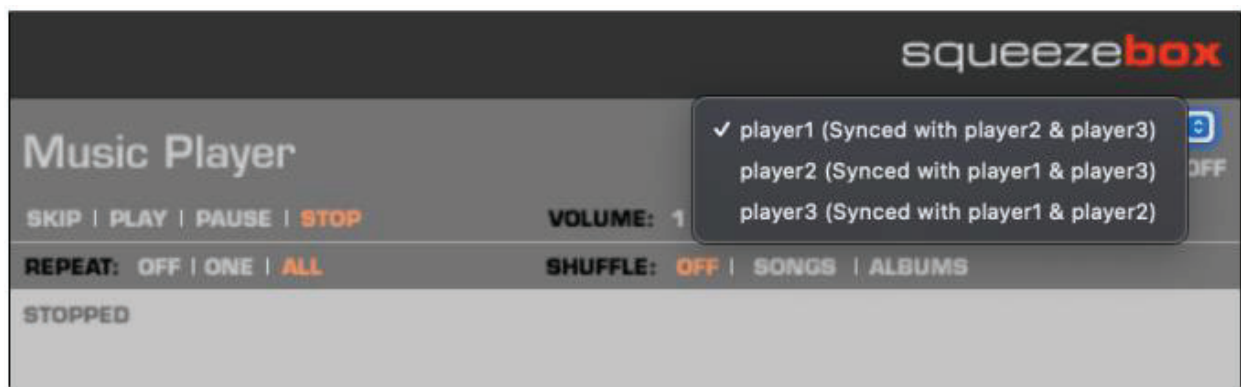 squeezebox
✓ player1 (Synced with player2 & player3)
Music Player
player2 (Synced with player1 & player3)
OFF
player3 (Synced with player1 & player2)
SKIP | PLAY | PAUSE | STOP
VOLUME: 1
REPEAT: OFF | ONE | ALL
SHUFFLE: OFF | SONGS | ALBUMS
STOPPED